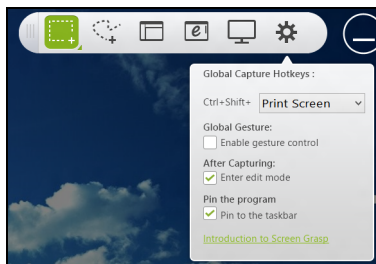 Global Capture Hotkeys :
Ctrl+Shift+ Print Screen
Global Gesture:
Enable gesture control
After Capturing:
Enter edit mode
Pin the program
Pin to the taskbar
Introduction to Screen Grasp